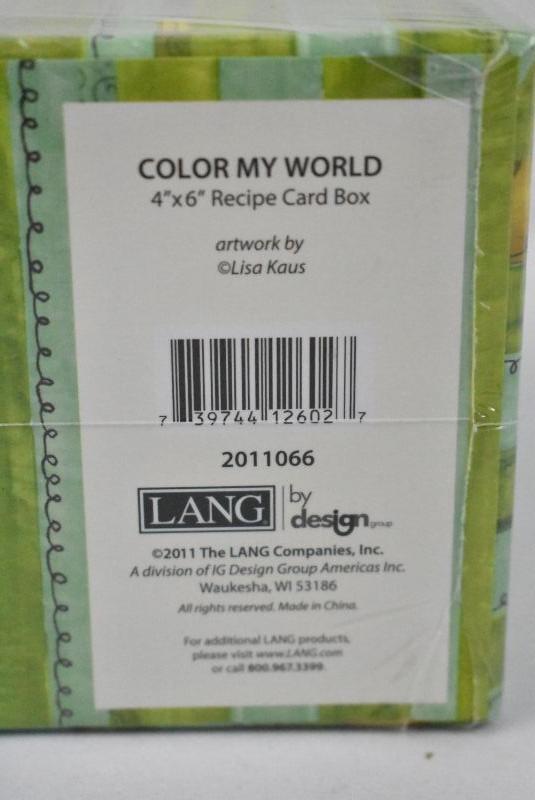 COLOR MY WORLD
4"x6" Recipe Card Box
artwork by
©Lisa Kaus
7 39744 12602 7
2011066
LANG by design group
©2011 The LANG Companies, Inc.
A division of IG Design Group Americas Inc.
Waukesha, WI 53186
All rights reserved. Made in China.
For additional LANG products,
please visit www.LANG.com
or call 800.967.3399.